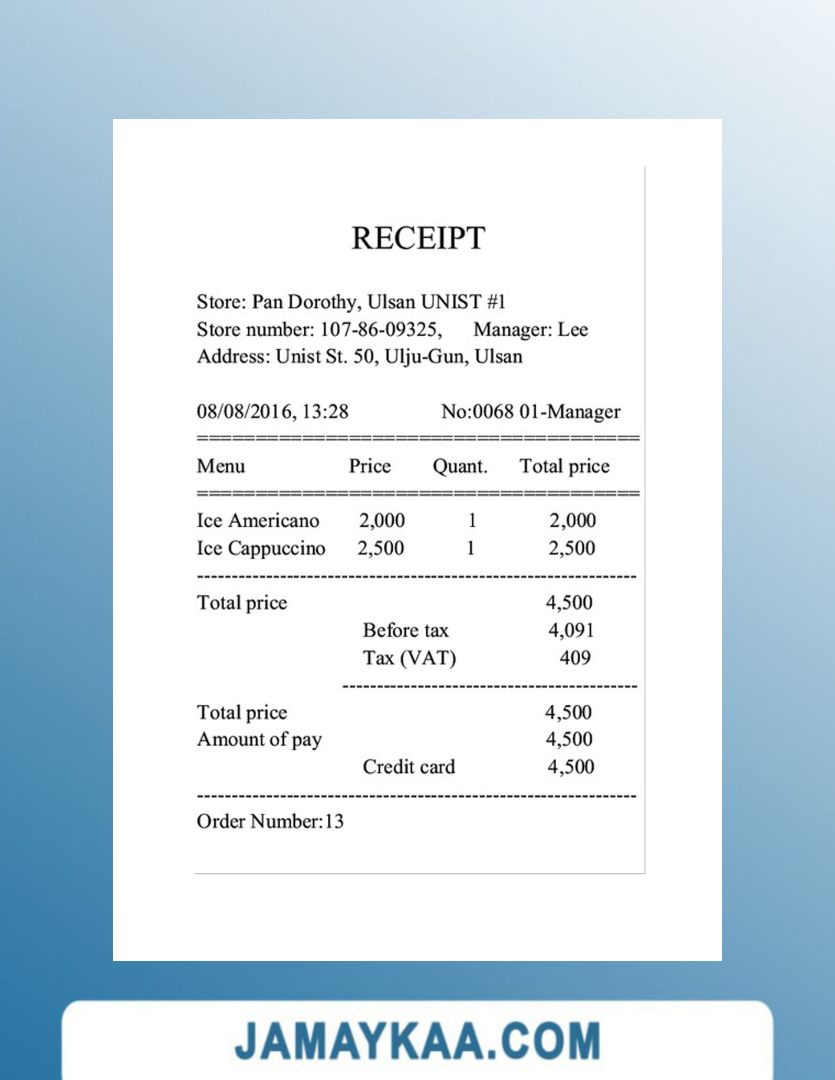 RECEIPT
Store: Pan Dorothy, Ulsan UNIST #1
Store number: 107-86-09325, Manager: Lee
Address: Unist St. 50, Ulju-Gun, Ulsan
08/08/2016, 13:28 No:0068 01-Manager
======================================
Menu Price Quant. Total price
======================================
Ice Americano 2,000 1 2,000
Ice Cappuccino 2,500 1 2,500
----------------------------------------------------------------
Total price 4,500
Before tax 4,091
Tax (VAT) 409
-------------------------------------------
Total price 4,500
Amount of pay 4,500
Credit card 4,500
----------------------------------------------------------------
Order Number:13
JAMAYKAA.COM